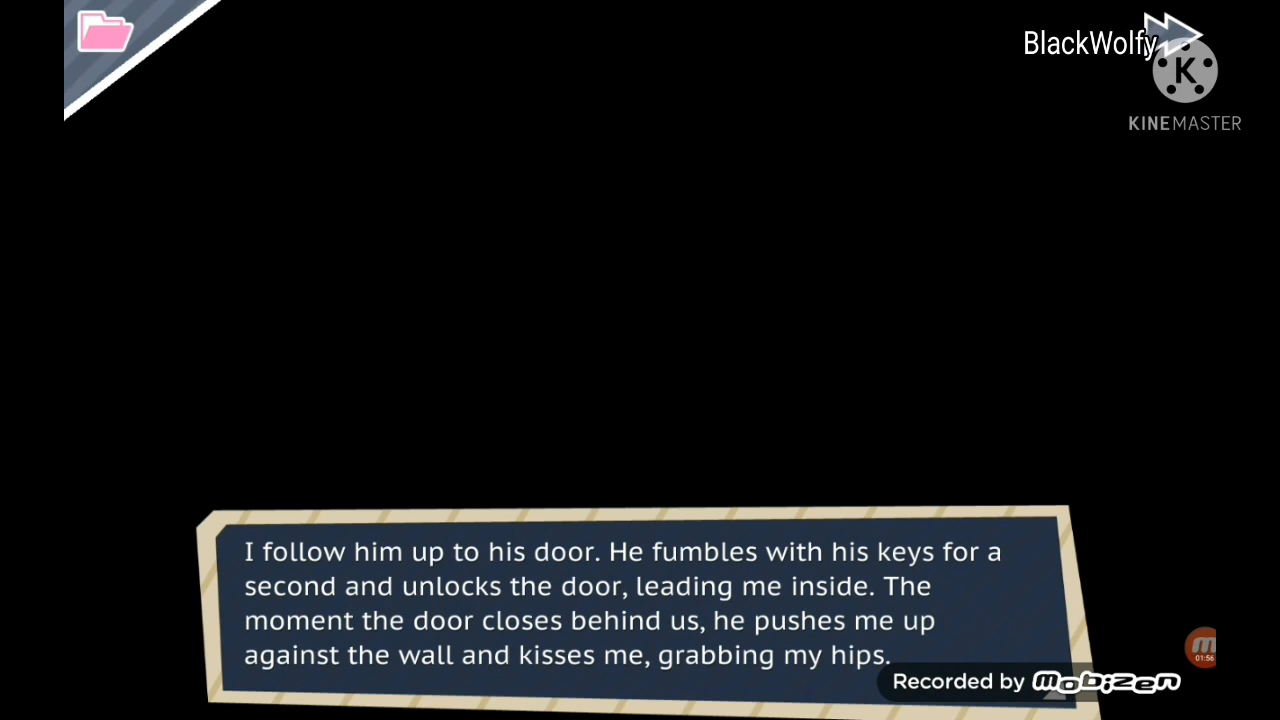 BlackWolfy
K
KINEMASTER
I follow him up to his door. He fumbles with his keys for a
second and unlocks the door, leading me inside. The
moment the door closes behind us, he pushes me up
against the wall and kisses me, grabbing my hips.
01:56
Recorded by mobizen